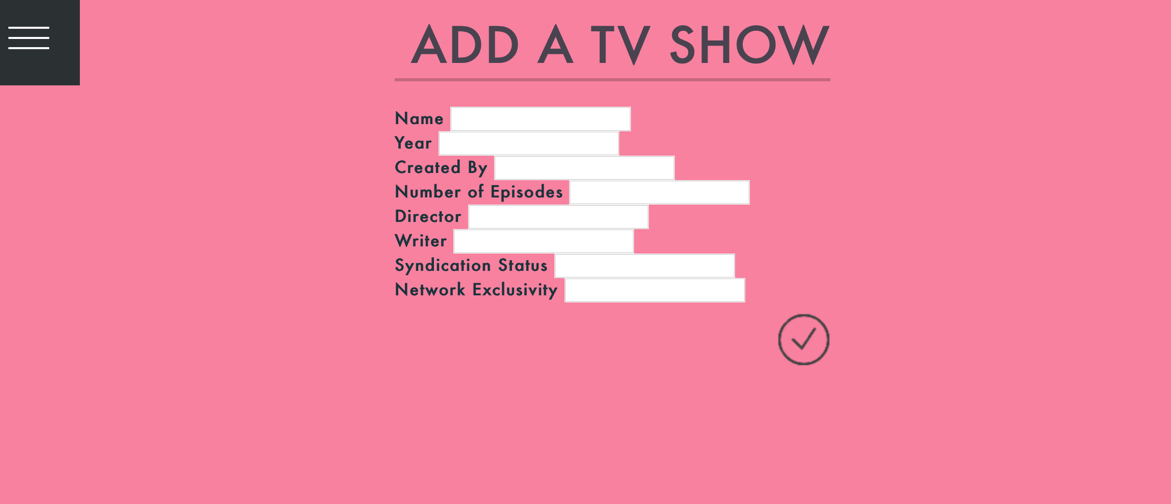 ADD A TV SHOW
Name
Year
Created By
Number of Episodes
Director
Writer
Syndication Status
Network Exclusivity